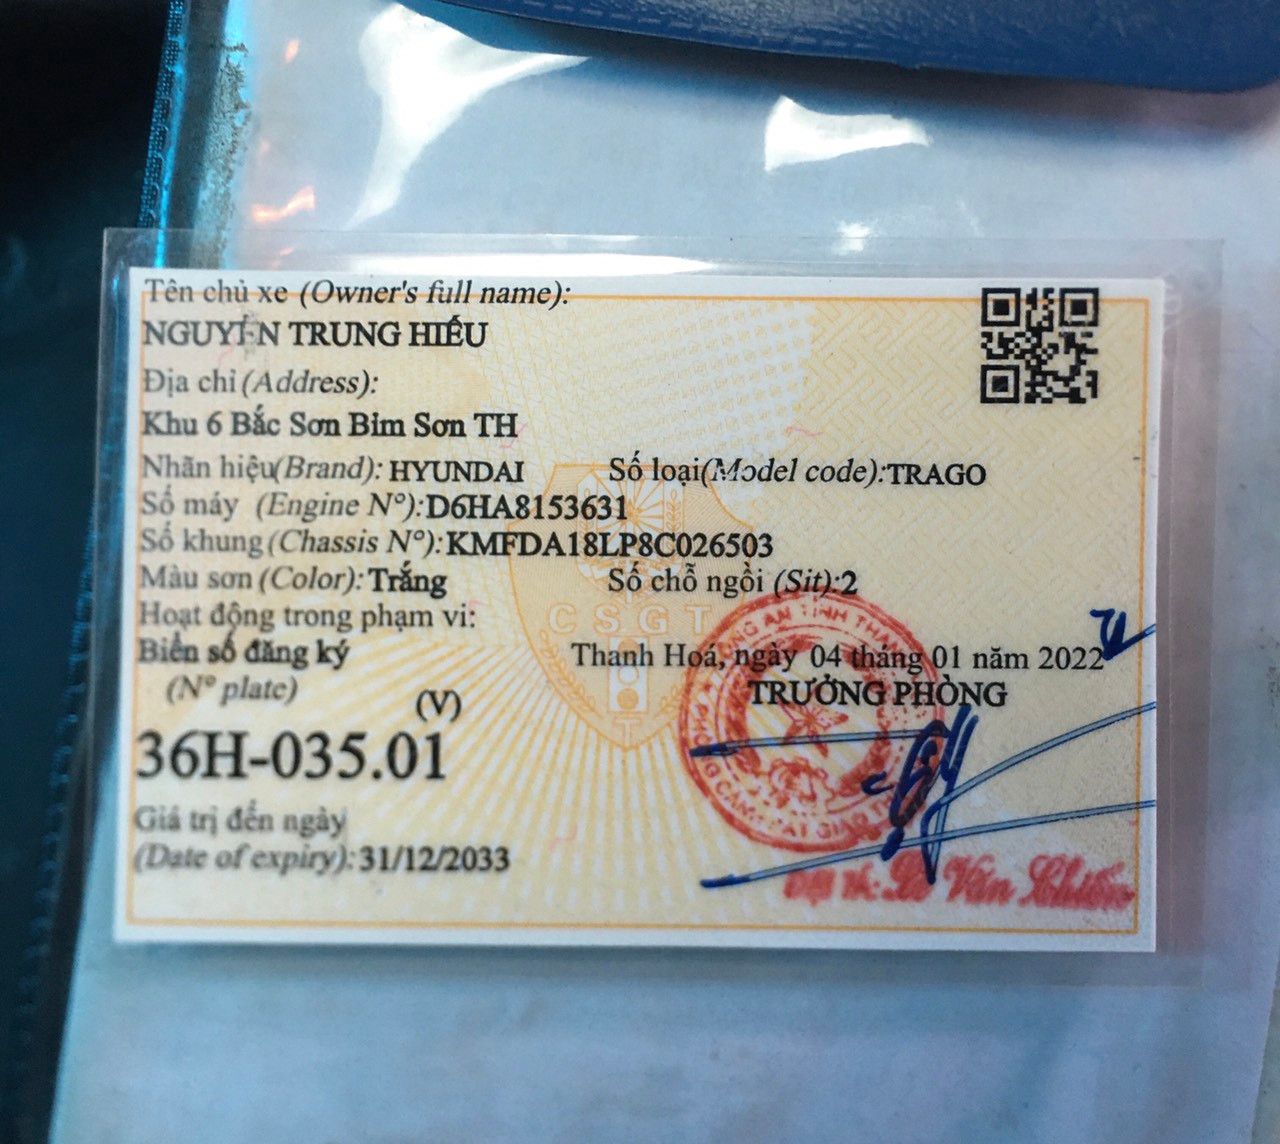 Tên chủ xe (Owner's full name):
NGUYỄN TRUNG HIẾU
Địa chỉ (Address):
Khu 6 Bắc Sơn Bim Sơn TH
Nhãn hiệu(Brand): HYUNDAI Số loại(Model code):TRAGO
Số máy (Engine N°):D6HA8153631
Số khung (Chassis N°):KMFDA18LP8C026503
Màu sơn (Color): Trắng Số chỗ ngồi (Sit):2
Hoạt động trong phạm vi:
CSGT
Biển số đăng ký
(N° plate)
Thanh Hoá, ngày 04 tháng 01 năm 2022
TRƯỞNG PHÒNG
(V)
36H-035.01
Giá trị đến ngày
(Date of expiry): 31/12/2033
Văn